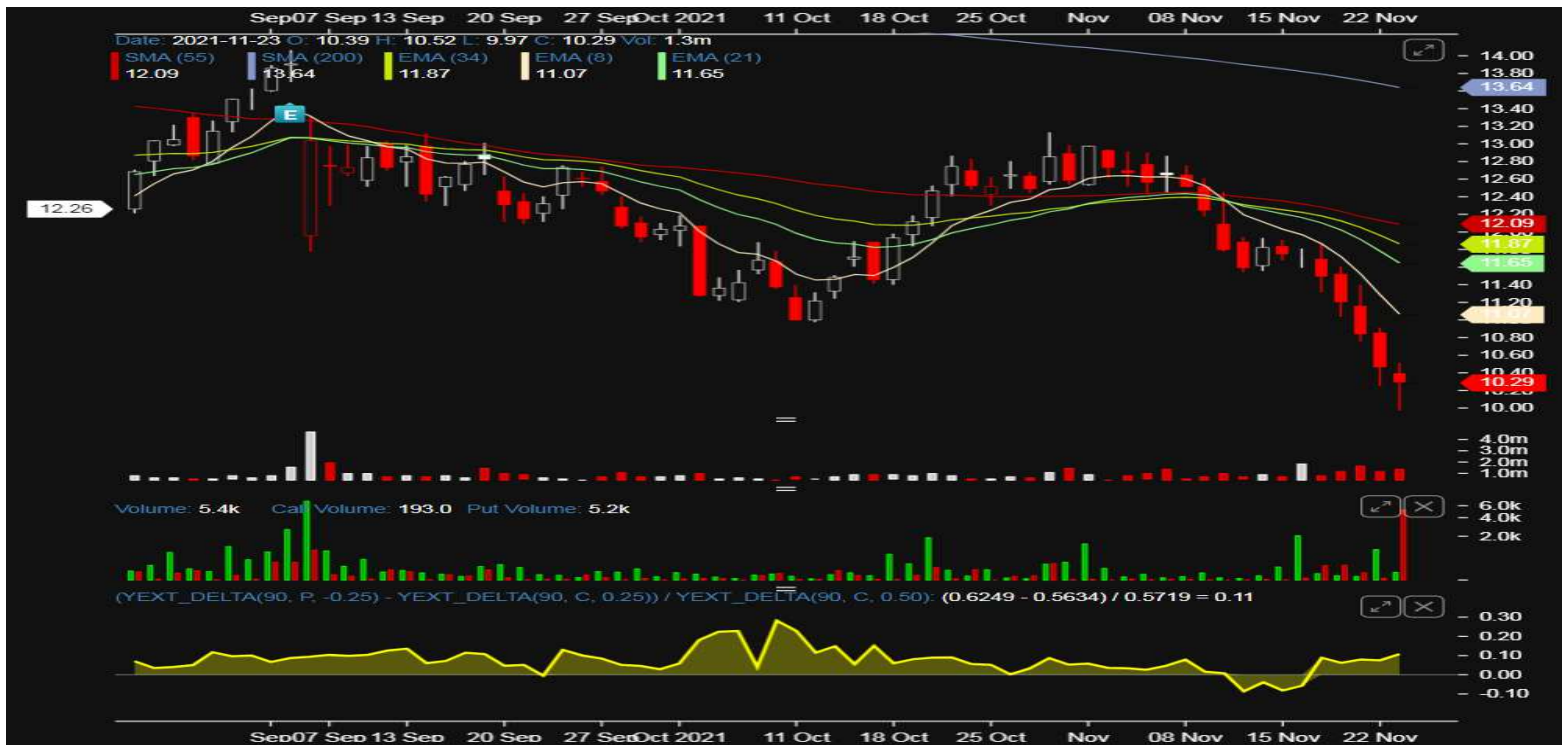 Sep07 Sep 13 Sep 20 Sep 27 Sep Oct 2021 11 Oct 18 Oct 25 Oct Nov 08 Nov 15 Nov 22 Nov
Date: 2021-11-23 O: 10.39 H: 10.52 L: 9.97 C: 10.29 Vol: 1.3m
SMA (55) SMA (200) EMA (34) EMA (8) EMA (21)
12.09 13.64 11.87 11.07 11.65
14.00
13.80
13.64
13.40
E
13.20
13.00
12.80
12.60
12.40
12.26
12.20
12.09
12.00
11.87
11.65
11.40
11.20
11.07
10.80
10.60
10.40
10.29
10.20
10.00
4.0m
3.0m
2.0m
1.0m
Volume: 5.4k Call Volume: 193.0 Put Volume: 5.2k
6.0k
4.0k
2.0k
(YEXT_DELTA(90, P, -0.25) - YEXT_DELTA(90, C, 0.25)) / YEXT_DELTA(90, C, 0.50): (0.6249 - 0.5634) / 0.5719 = 0.11
0.30
0.20
0.10
0.00
-0.10
Sep07 Sep 13 Sep 20 Sep 27 Sep Oct 2021 11 Oct 18 Oct 25 Oct Nov 08 Nov 15 Nov 22 Nov